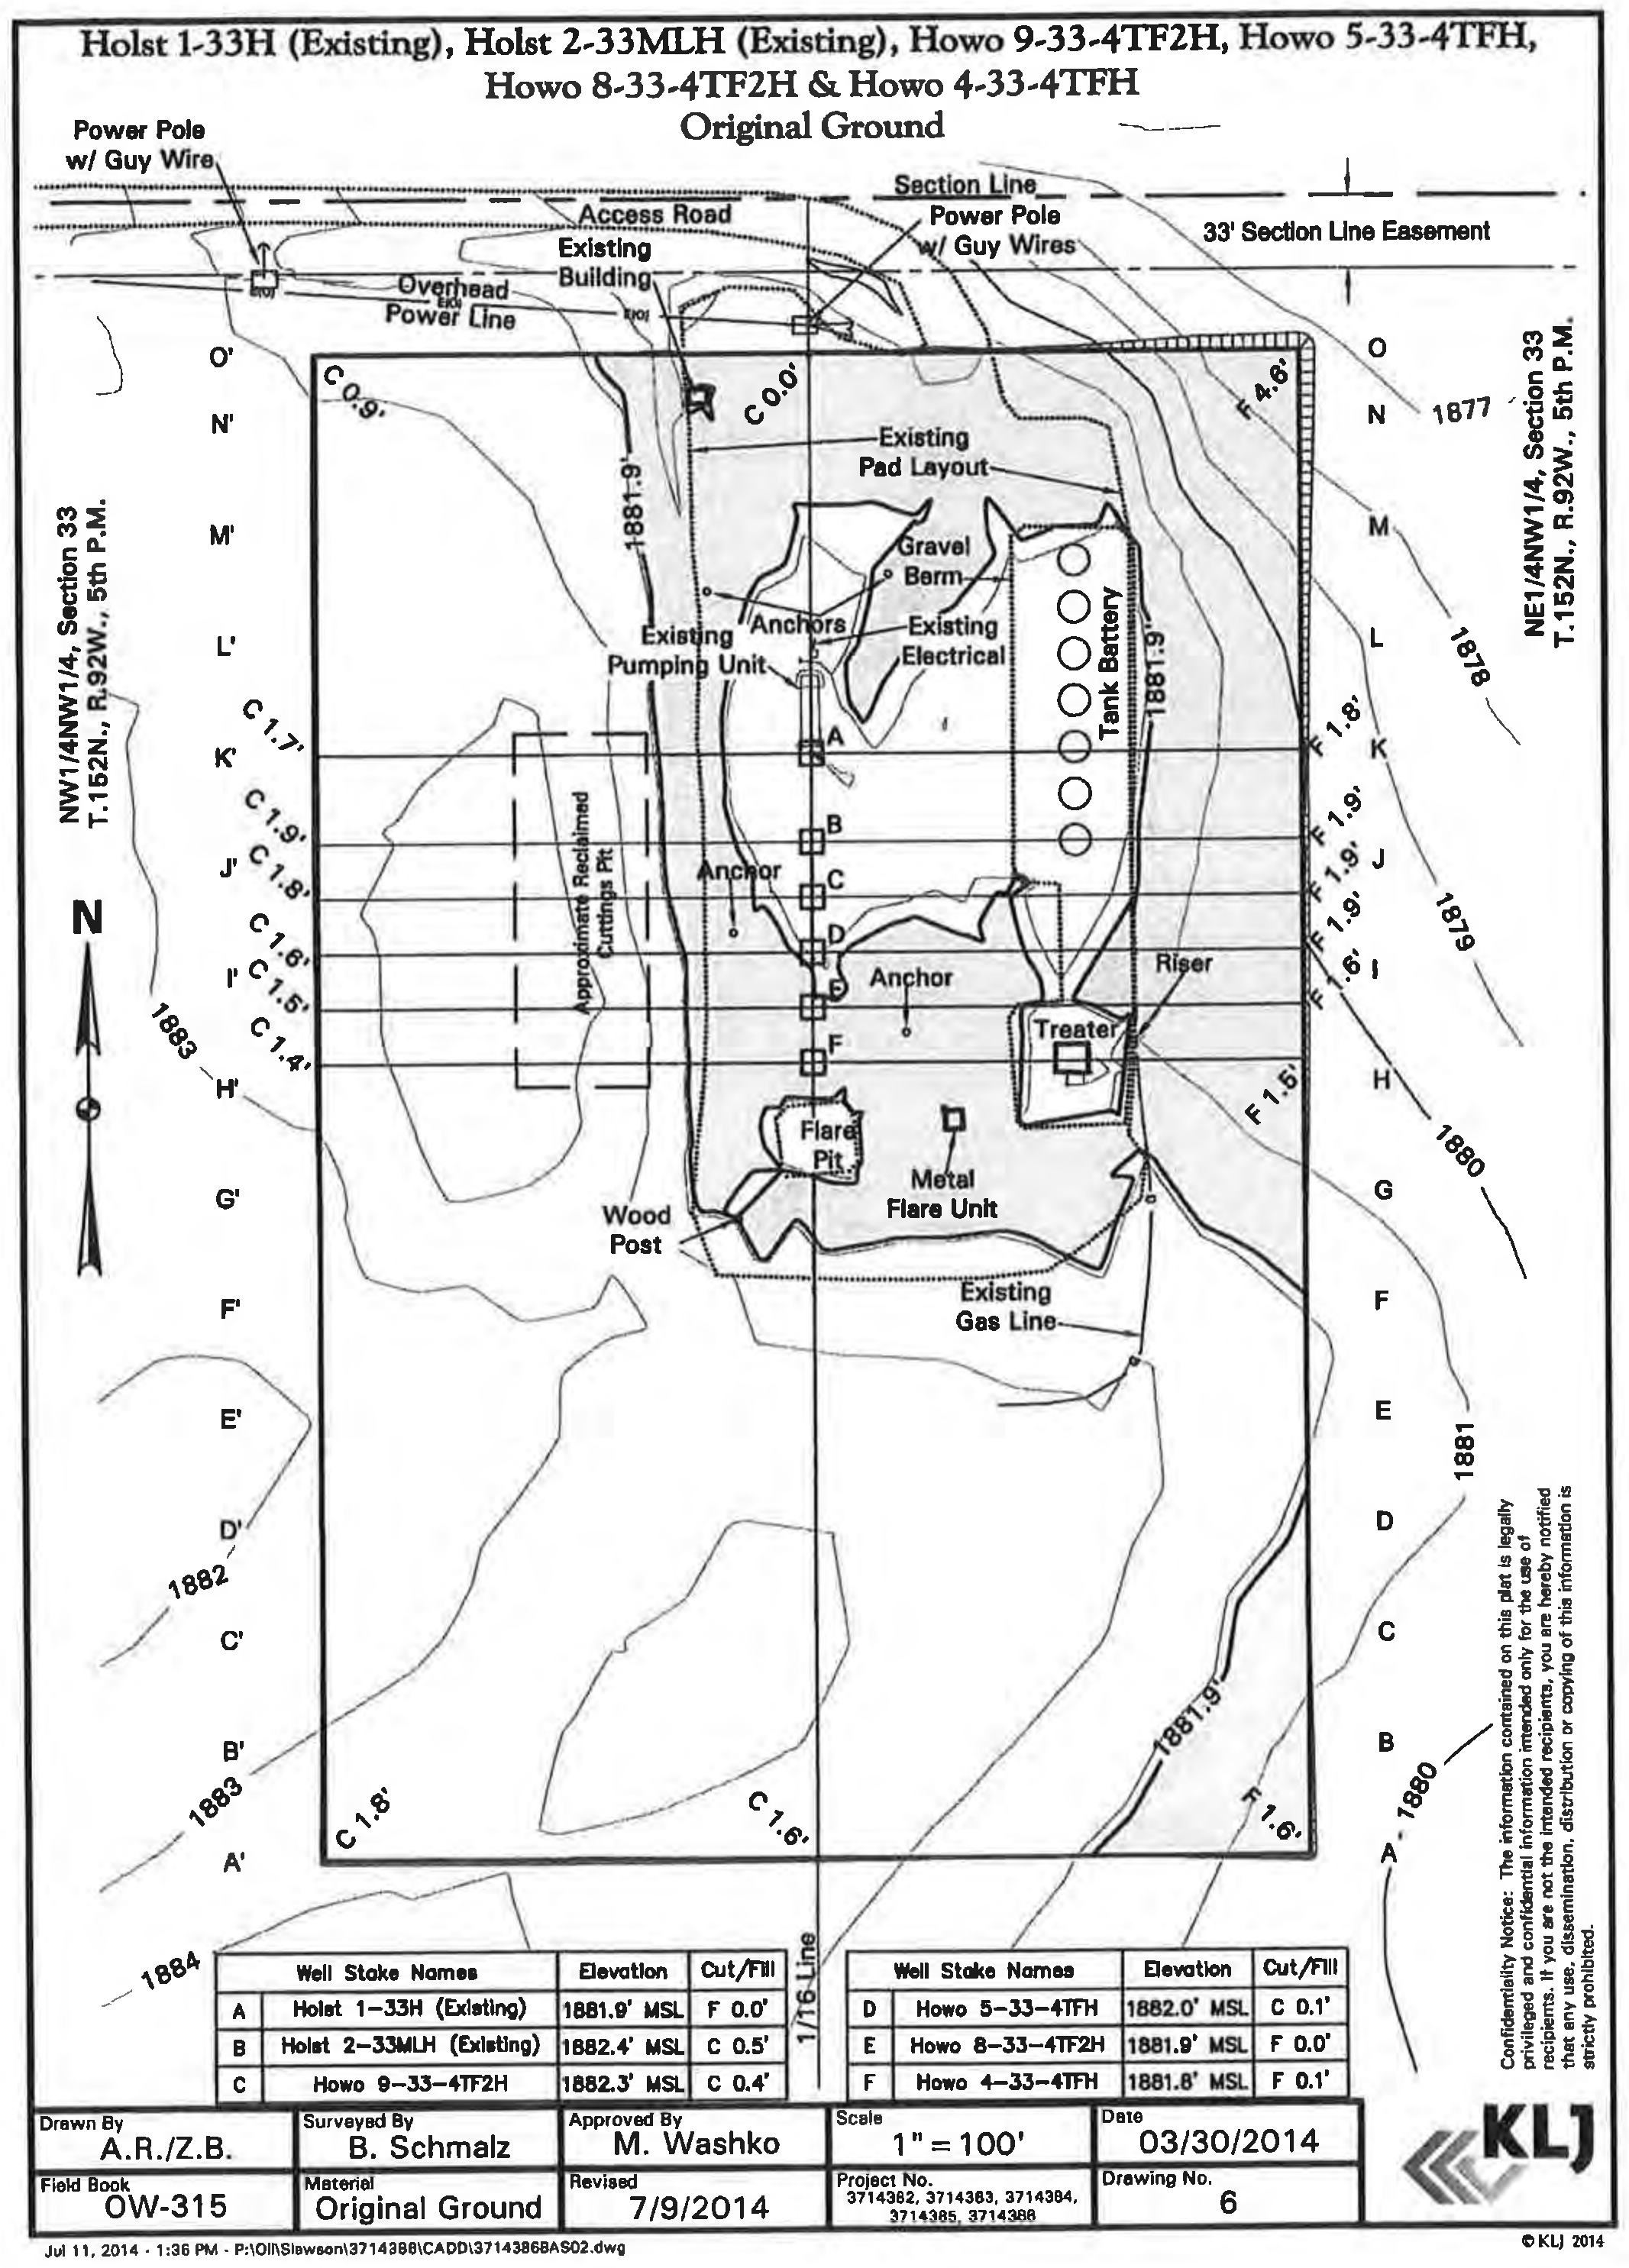 Holst 1-33H (Existing), Holst 2-33MLH (Existing), Howo 9-33-4TF2H, Howo 5-33-4TFH,
Howo 8-33-4TF2H & Howo 4-33-4TFH
Original Ground
Power Pole
w/ Guy Wire
Section Line
Access Road
Power Pole
w/ Guy Wires
33' Section Line Easement
Existing
Building
Overhead
Power Line
O'
N'
M'
L'
K'
J'
I'
H'
G'
F'
E'
D'
C'
B'
A'
O
N
M
L
K
J
I
H
G
F
E
D
C
B
A
C 0.9'
C 0.0'
F 4.6'
1877
1878
1879
1880
1881
1880
NW1/4NW1/4, Section 33
T.152N., R.92W., 5th P.M.
NE1/4NW1/4, Section 33
T.152N., R.92W., 5th P.M.
Existing
Pad Layout
1881.9'
Gravel
Berm
Anchors
Existing
Pumping Unit
Existing
Electrical
Tank Battery
1881.9'
C 1.7'
C 1.9'
C 1.8'
C 1.6'
C 1.5'
C 1.4'
F 1.8'
F 1.9'
F 1.9'
F 1.9'
F 1.6'
F 1.5'
A
B
C
D
E
F
Approximate Reclaimed
Cuttings Pit
Anchor
Anchor
Riser
Treater
N
1883
Flare
Pit
Metal
Flare Unit
Wood
Post
Existing
Gas Line
1882
1883
1884
1881.9'
C 1.8'
C 1.6'
F 1.6'
1/16 Line
Confidentiality Notice: The information contained on this plat is legally
privileged and confidential information intended only for the use of
recipients. If you are not the intended recipients, you are hereby notified
that any use, dissemination, distribution or copying of this information is
strictly prohibited.
Well Stake Names Elevation Cut/Fill
A Holst 1-33H (Existing) 1881.9' MSL F 0.0'
B Holst 2-33MLH (Existing) 1882.4' MSL C 0.5'
C Howo 9-33-4TF2H 1882.3' MSL C 0.4'
Well Stake Names Elevation Cut/Fill
D Howo 5-33-4TFH 1882.0' MSL C 0.1'
E Howo 8-33-4TF2H 1881.9' MSL F 0.0'
F Howo 4-33-4TFH 1881.8' MSL F 0.1'
Drawn By
A.R./Z.B.
Surveyed By
B. Schmalz
Approved By
M. Washko
Scale
1" = 100'
Date
03/30/2014
Field Book
OW-315
Material
Original Ground
Revised
7/9/2014
Project No.
3714382, 3714383, 3714384,
3714385, 3714386
Drawing No.
6
KLJ
Jul 11, 2014 - 1:36 PM - P:\Oil\Slawson\3714386\CADD\3714386BAS02.dwg
© KLJ 2014